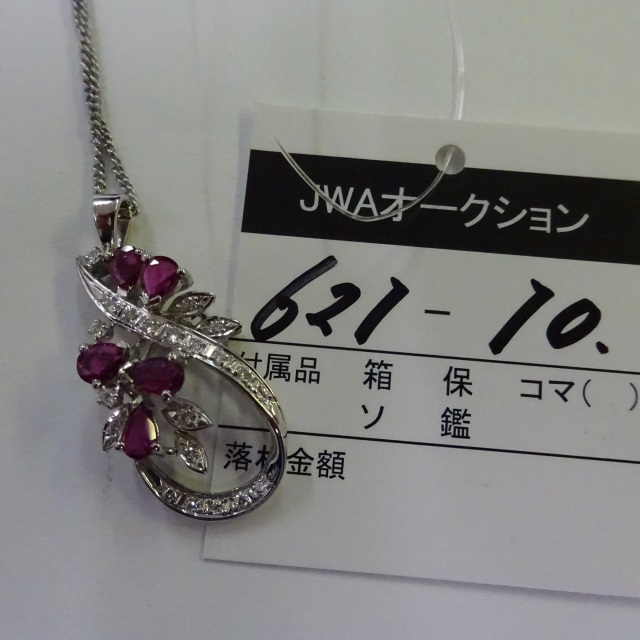 JWAオークション
621-10.
付属品 箱 保 コマ( )
ソ 鑑
落札金額